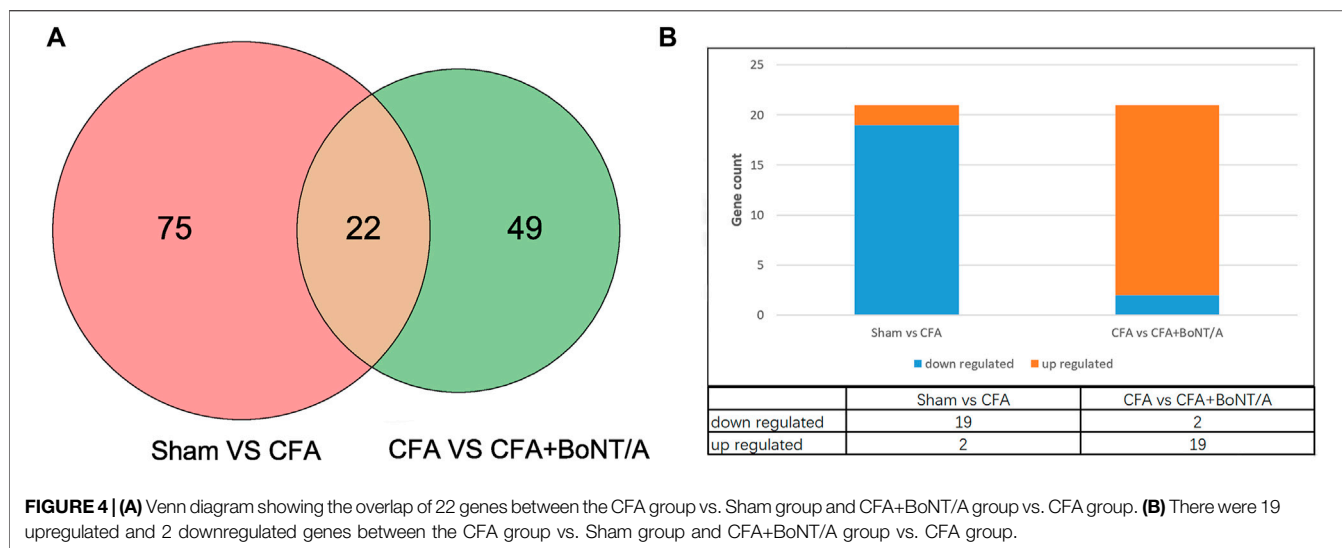 A
75
22
49
Sham VS CFA
CFA VS CFA+BoNT/A
B
25
20
15
10
5
0
Gene count
Sham vs CFA
CFA vs CFA+BoNT/A
down regulated
up regulated
Sham vs CFA CFA vs CFA+BoNT/A
down regulated 19 2
up regulated 2 19
FIGURE 4 | (A) Venn diagram showing the overlap of 22 genes between the CFA group vs. Sham group and CFA+BoNT/A group vs. CFA group. (B) There were 19
upregulated and 2 downregulated genes between the CFA group vs. Sham group and CFA+BoNT/A group vs. CFA group.